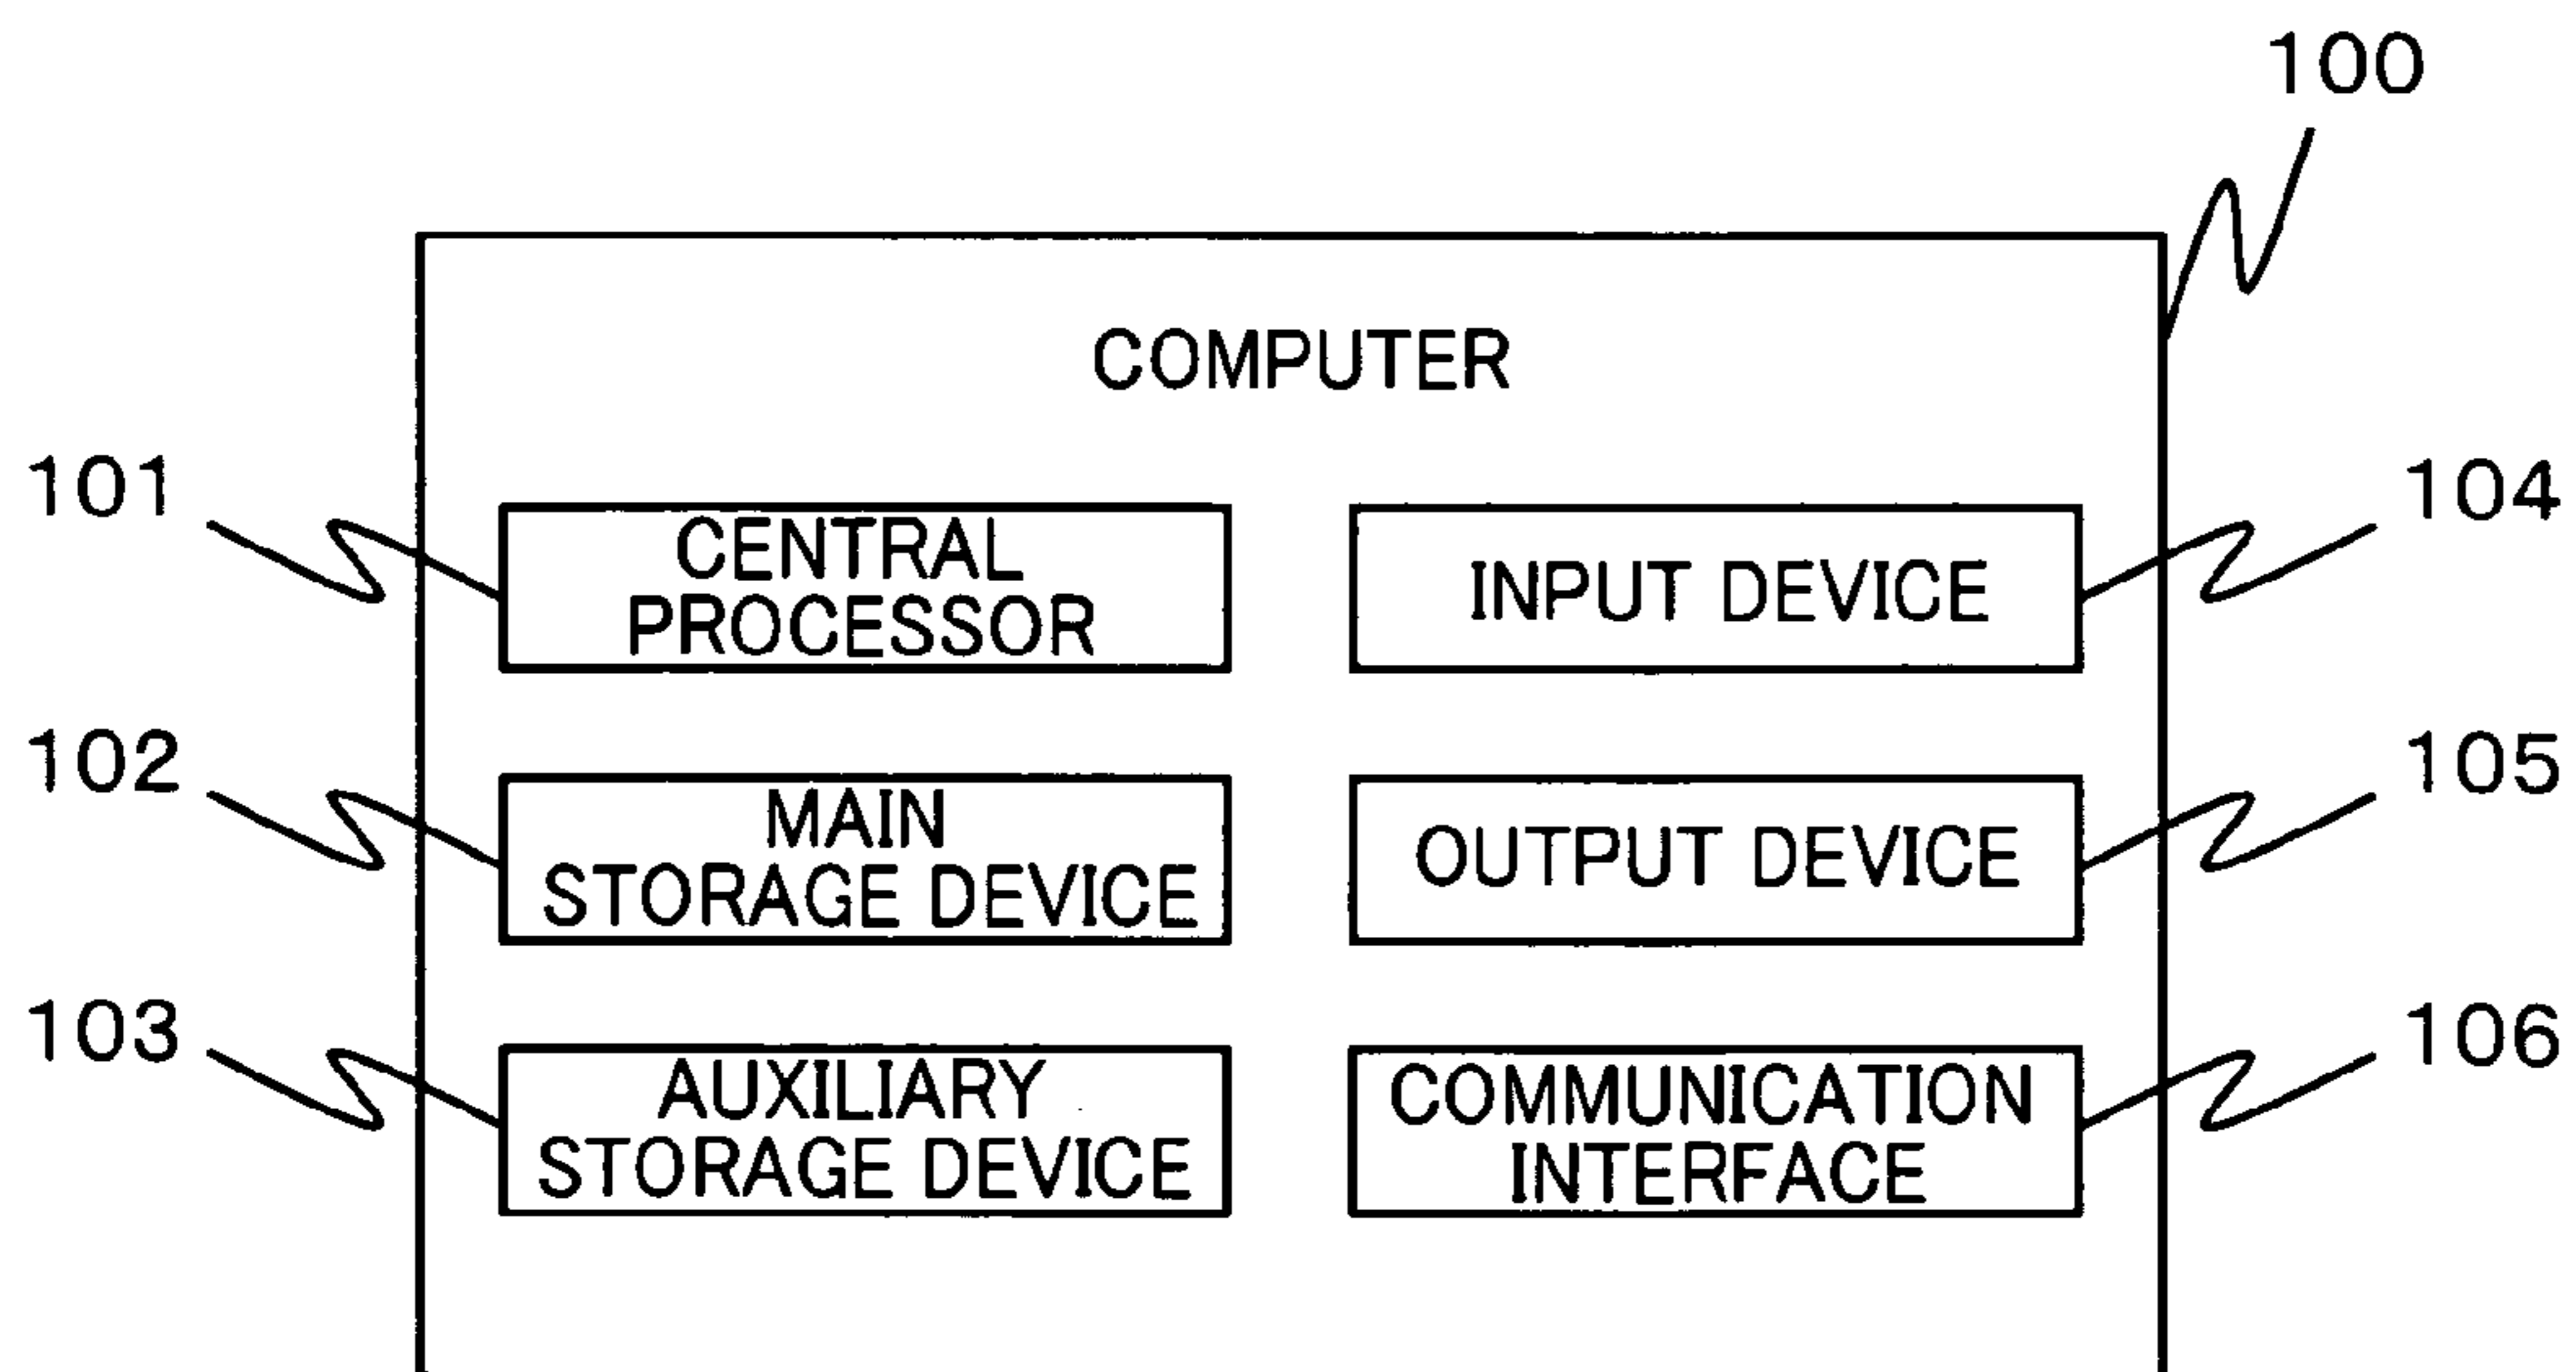 100
COMPUTER
101
CENTRAL
PROCESSOR
104
INPUT DEVICE
102
MAIN
STORAGE DEVICE
105
OUTPUT DEVICE
103
AUXILIARY
STORAGE DEVICE
106
COMMUNICATION
INTERFACE